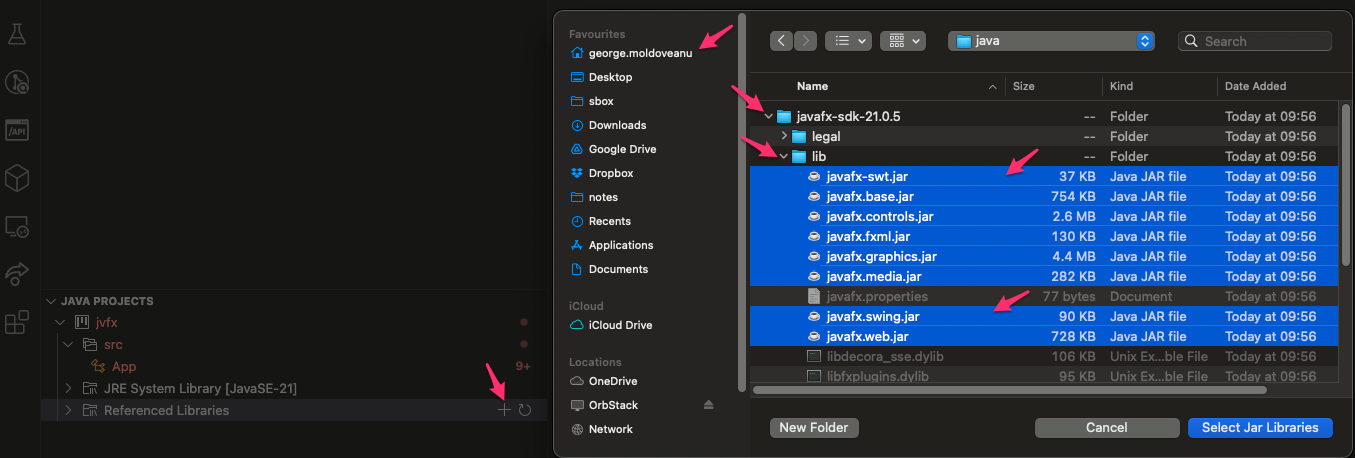 /API
JAVA PROJECTS
jvfx
src
App 9+
JRE System Library [JavaSE-21]
Referenced Libraries
Favourites
george.moldoveanu
Desktop
sbox
Downloads
Google Drive
Dropbox
notes
Recents
Applications
Documents
iCloud
iCloud Drive
Locations
OneDrive
OrbStack
Network
java
Search
Name Size Kind Date Added
javafx-sdk-21.0.5 -- Folder Today at 09:56
legal -- Folder Today at 09:56
lib -- Folder Today at 09:56
javafx-swt.jar 37 KB Java JAR file Today at 09:56
javafx.base.jar 754 KB Java JAR file Today at 09:56
javafx.controls.jar 2.6 MB Java JAR file Today at 09:56
javafx.fxml.jar 130 KB Java JAR file Today at 09:56
javafx.graphics.jar 4.4 MB Java JAR file Today at 09:56
javafx.media.jar 282 KB Java JAR file Today at 09:56
javafx.properties 77 bytes Document Today at 09:56
javafx.swing.jar 90 KB Java JAR file Today at 09:56
javafx.web.jar 728 KB Java JAR file Today at 09:56
libdecora_sse.dylib 106 KB Unix Ex...ble File Today at 09:56
libfxplugins.dylib 95 KB Unix Ex...ble File Today at 09:56
New Folder
Cancel
Select Jar Libraries